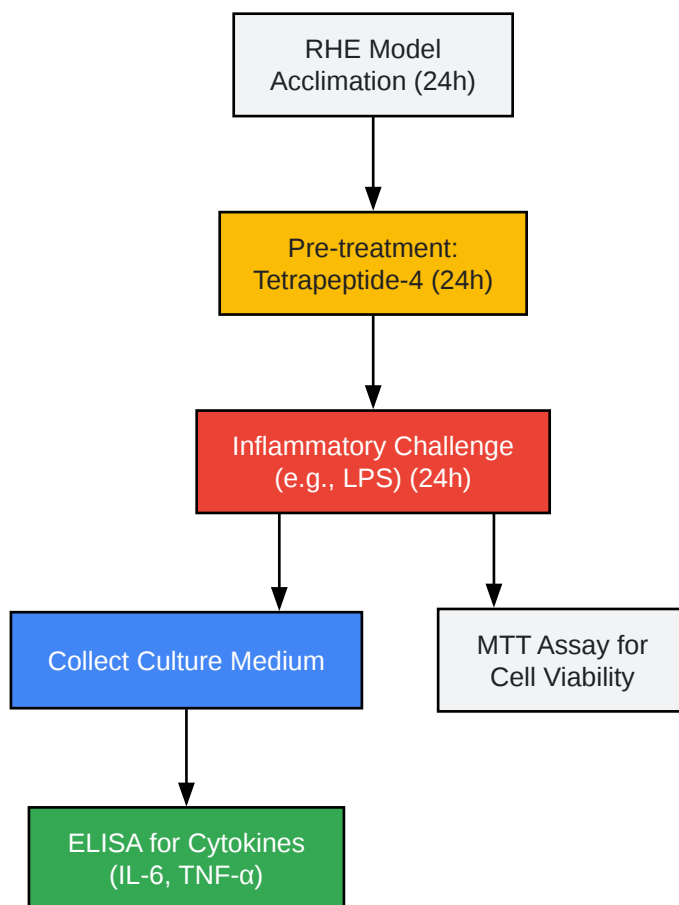 RHE Model
Acclimation (24h)
Pre-treatment:
Tetrapeptide-4 (24h)
Inflammatory Challenge
(e.g., LPS) (24h)
Collect Culture Medium
MTT Assay for
Cell Viability
ELISA for Cytokines
(IL-6, TNF-α)